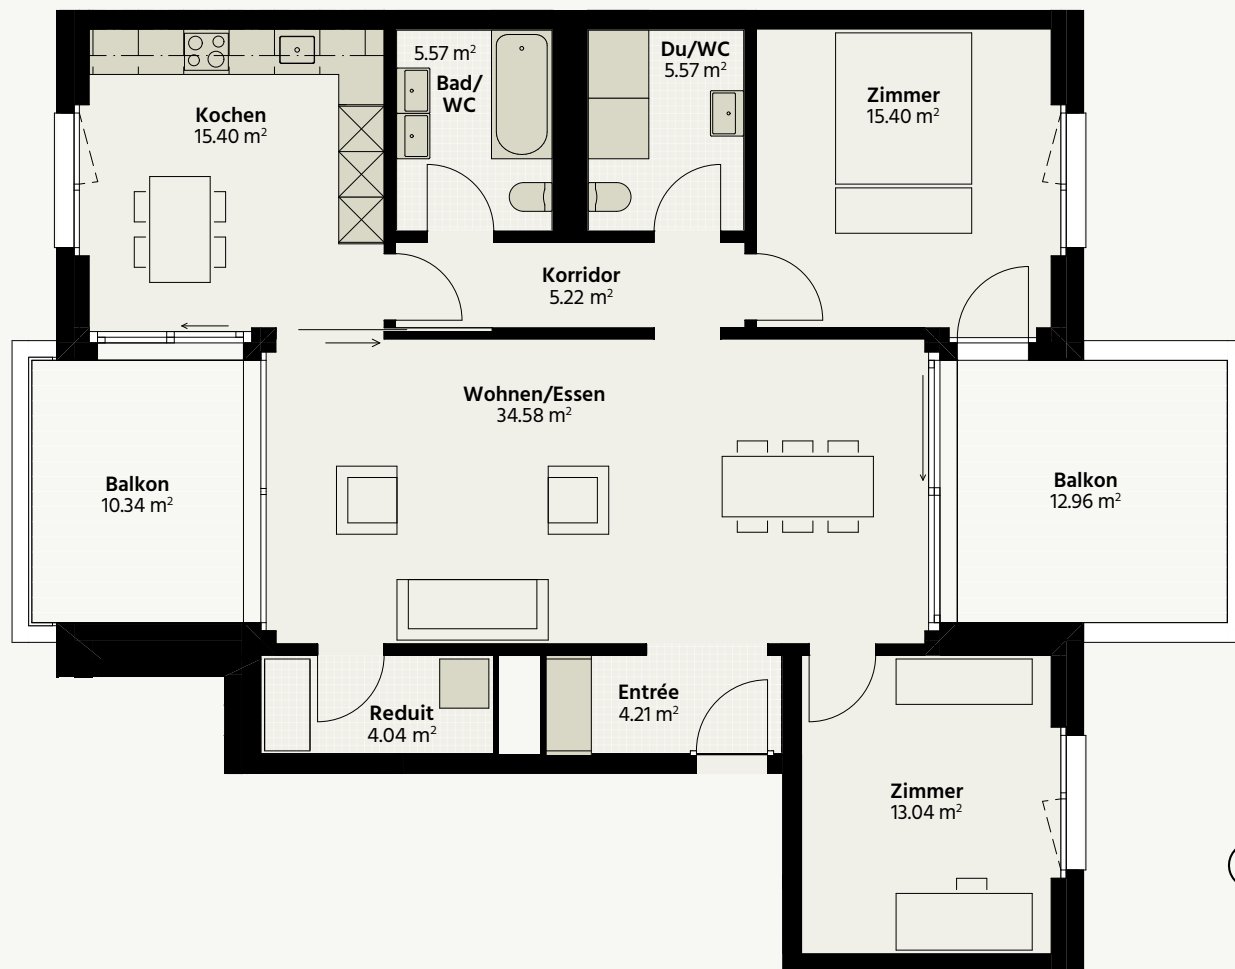 Kochen
15.40 m²
5.57 m²
Bad/
WC
Du/WC
5.57 m²
Zimmer
15.40 m²
Korridor
5.22 m²
Wohnen/Essen
34.58 m²
Balkon
10.34 m²
Balkon
12.96 m²
Reduit
4.04 m²
Entrée
4.21 m²
Zimmer
13.04 m²